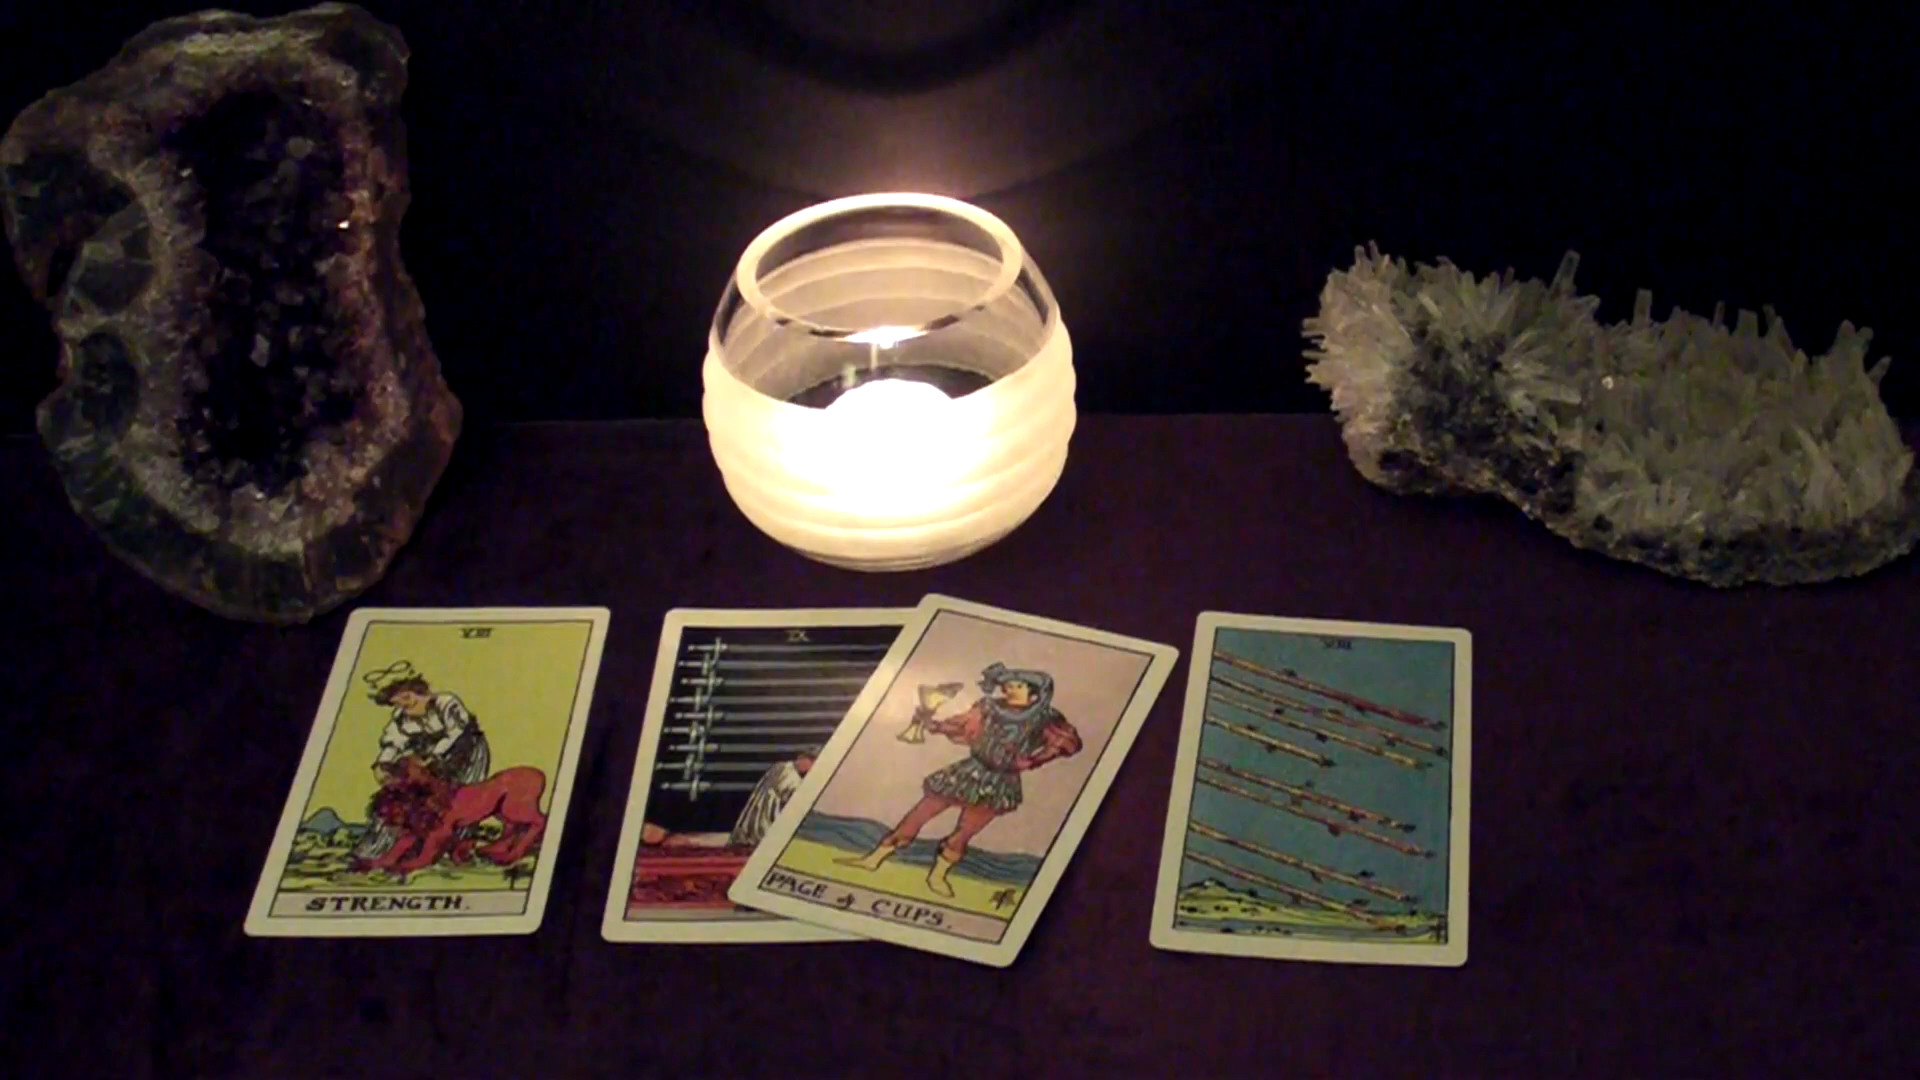 VIII
STRENGTH.
IX
PAGE of CUPS.
VIII